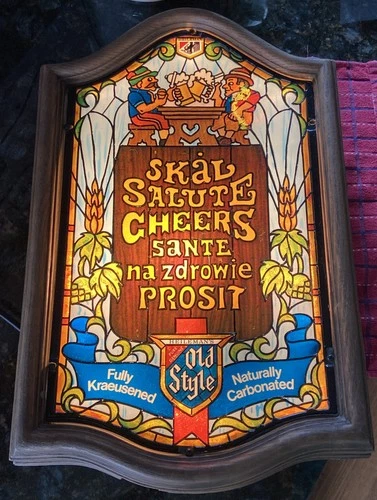 SKÅL
SALUTE
CHEERS
SANTE
na zdrowie
PROSIT
HEILEMAN'S
Old
Style
Fully
Kraeusened
Naturally
Carbonated